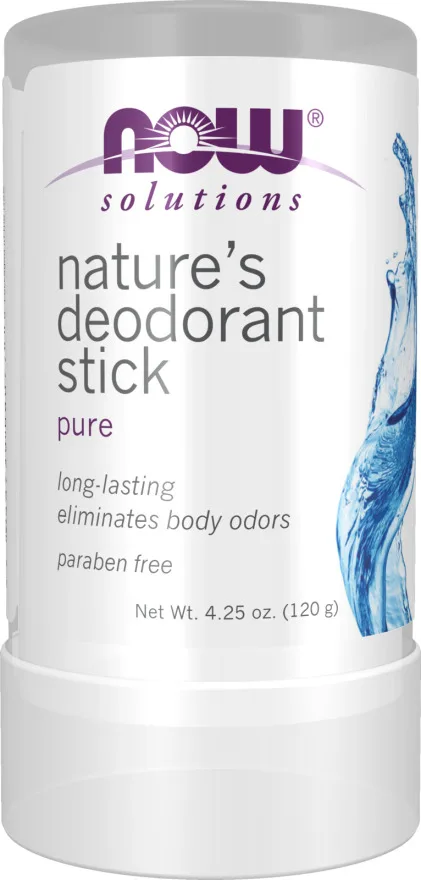 now®
solutions
nature's
deodorant
stick
pure
long-lasting
eliminates body odors
paraben free
Net Wt. 4.25 oz. (120 g)